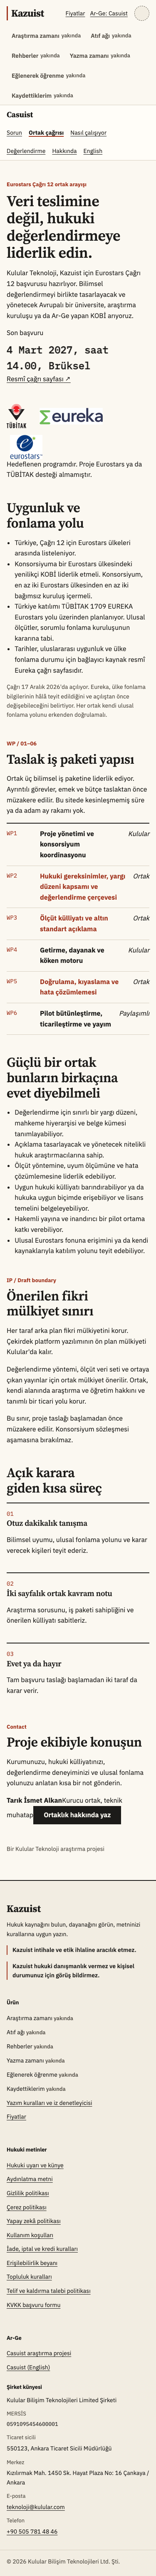 Kazuist
Fiyatlar Ar-Ge: Casuist
Araştırma zamanı yakında Atıf ağı yakında
Rehberler yakında Yazma zamanı yakında
Eğlenerek öğrenme yakında
Kaydettiklerim yakında
Casuist
Sorun Ortak çağrısı Nasıl çalışıyor
Değerlendirme Hakkında English
Eurostars Çağrı 12 ortak arayışı
Veri teslimine
değil, hukuki
değerlendirmeye
liderlik edin.
Kulular Teknoloji, Kazuist için Eurostars Çağrı
12 başvurusu hazırlıyor. Bilimsel
değerlendirmeyi birlikte tasarlayacak ve
yönetecek Avrupalı bir üniversite, araştırma
kuruluşu ya da Ar-Ge yapan KOBİ arıyoruz.
Son başvuru
4 Mart 2027, saat
14.00, Brüksel
Resmî çağrı sayfası ↗
TÜBİTAK
eureka
eurostars™
Hedeflenen programdır. Proje Eurostars ya da
TÜBİTAK desteği almamıştır.
Uygunluk ve
fonlama yolu
• Türkiye, Çağrı 12 için Eurostars ülkeleri
arasında listeleniyor.
• Konsorsiyuma bir Eurostars ülkesindeki
yenilikçi KOBİ liderlik etmeli. Konsorsiyum,
en az iki Eurostars ülkesinden en az iki
bağımsız kuruluş içermeli.
• Türkiye katılımı TÜBİTAK 1709 EUREKA
Eurostars yolu üzerinden planlanıyor. Ulusal
ölçütler, sorumlu fonlama kuruluşunun
kararına tabi.
• Tarihler, uluslararası uygunluk ve ülke
fonlama durumu için bağlayıcı kaynak resmî
çağrı sayfasıdır.
Çağrı 17 Aralık 2026'da açılıyor. Eureka, ülke fonlama
bilgilerinin hâlâ teyit edildiğini ve açılıştan önce
değişebileceğini belirtiyor. Her ortak kendi ulusal
fonlama yolunu erkenden doğrulamalı.
WP / 01–06
Taslak iş paketi yapısı
Ortak üç bilimsel iş paketine liderlik ediyor.
Ayrıntılı görevler, emek ve bütçe pasajları ortak önce
müzakere edilir. Bu sitede kesinleşmemiş süre
ya da adam ay rakamı yok.
WP1 Proje yönetimi ve konsorsiyum koordinasyonu Kulular
WP2 Hukuki gereksinimler, yargı düzeni kapsamı ve değerlendirme çerçevesi Ortak
WP3 Ölçüt külliyatı ve altın standart açıklama Ortak
WP4 Getirme, dayanak ve köken motoru Kulular
WP5 Doğrulama, kıyaslama ve hata çözümlemesi Ortak
WP6 Pilot bütünleştirme, ticarileştirme ve yayım Paylaşımlı
Güçlü bir ortak
bunların birkaçına
evet diyebilmeli
• Değerlendirme için sınırlı bir yargı düzeni,
mahkeme hiyerarşisi ve belge kümesi
tanımlayabiliyor.
• Açıklama tasarlayacak ve yönetecek nitelikli
hukuk araştırmacılarına sahip.
• Ölçüt yöntemine, uyum ölçümüne ve hata
çözümlemesine liderlik edebiliyor.
• Uygun hukuki külliyatı barındırabiliyor ya da
hukuka uygun biçimde erişebiliyor ve lisans
temelini belgeleyebiliyor.
• Hakemli yayına ve inandırıcı bir pilot ortama
katkı verebiliyor.
• Ulusal Eurostars fonuna erişimini ya da kendi
kaynaklarıyla katılım yolunu teyit edebiliyor.
IP / Draft boundary
Önerilen fikri
mülkiyet sınırı
Her taraf arka plan fikri mülkiyetini korur.
Çekirdek platform yazılımının ön plan mülkiyeti
Kulular'da kalır.
Değerlendirme yöntemi, ölçüt veri seti ve ortaya
çıkan yayınlar için ön plan mülkiyeti ortaktır. Ortak,
kendi alanında araştırma ve öğretim hakkını ve
tanımlı bir ticari yolu korur.
Bu sınır, proje taslağı başlamadan önce
müzakere edilir. Konsorsiyum sözleşmesi
aşamasına bırakılmaz.
Açık karara
giden kısa süreç
01
Otuz dakikalık tanışma
Bilimsel uyumu, ulusal fonlama yolunu ve karar
verecek kişileri teyit ederiz.
02
İki sayfalık ortak kavram notu
Araştırma sorusunu, iş paketi sahipliğini ve
önerilen külliyatı sabitleriz.
03
Evet ya da hayır
Tam başvuru taslağı başlamadan iki taraf da
karar verir.
Contact
Proje ekibiyle konuşun
Kurumunuzu, hukuki külliyatınızı,
değerlendirme deneyiminizi ve ulusal fonlama
yolunuzu anlatan kısa bir not gönderin.
Tarık İsmet AlkanKurucu ortak, teknik
muhatap Ortaklık hakkında yaz
Bir Kulular Teknoloji araştırma projesi
Kazuist
Hukuk kaynağını bulun, dayanağını görün, metninizi
kurallarına uygun yazın.
Kazuist intihale ve etik ihlaline aracılık etmez.
Kazuist hukuki danışmanlık vermez ve kişisel
durumunuz için görüş bildirmez.
Ürün
Araştırma zamanı yakında
Atıf ağı yakında
Rehberler yakında
Yazma zamanı yakında
Eğlenerek öğrenme yakında
Kaydettiklerim yakında
Yazım kuralları ve iz denetleyicisi
Fiyatlar
Hukuki metinler
Hukuki uyarı ve künye
Aydınlatma metni
Gizlilik politikası
Çerez politikası
Yapay zekâ politikası
Kullanım koşulları
İade, iptal ve kredi kuralları
Erişilebilirlik beyanı
Topluluk kuralları
Telif ve kaldırma talebi politikası
KVKK başvuru formu
Ar-Ge
Casuist araştırma projesi
Casuist (English)
Şirket künyesi
Kulular Bilişim Teknolojileri Limited Şirketi
MERSİS
0591095454600001
Ticaret sicili
550123, Ankara Ticaret Sicili Müdürlüğü
Merkez
Kızılırmak Mah. 1450 Sk. Hayat Plaza No: 16 Çankaya /
Ankara
E-posta
teknoloji@kulular.com
Telefon
+90 505 781 48 46
© 2026 Kulular Bilişim Teknolojileri Ltd. Şti.